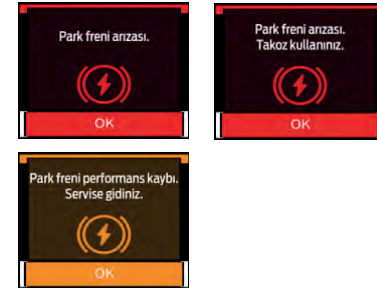 Park freni arızası.
OK
Park freni arızası.
Takoz kullanınız.
OK
Park freni performans kaybı.
Servise gidiniz.
OK